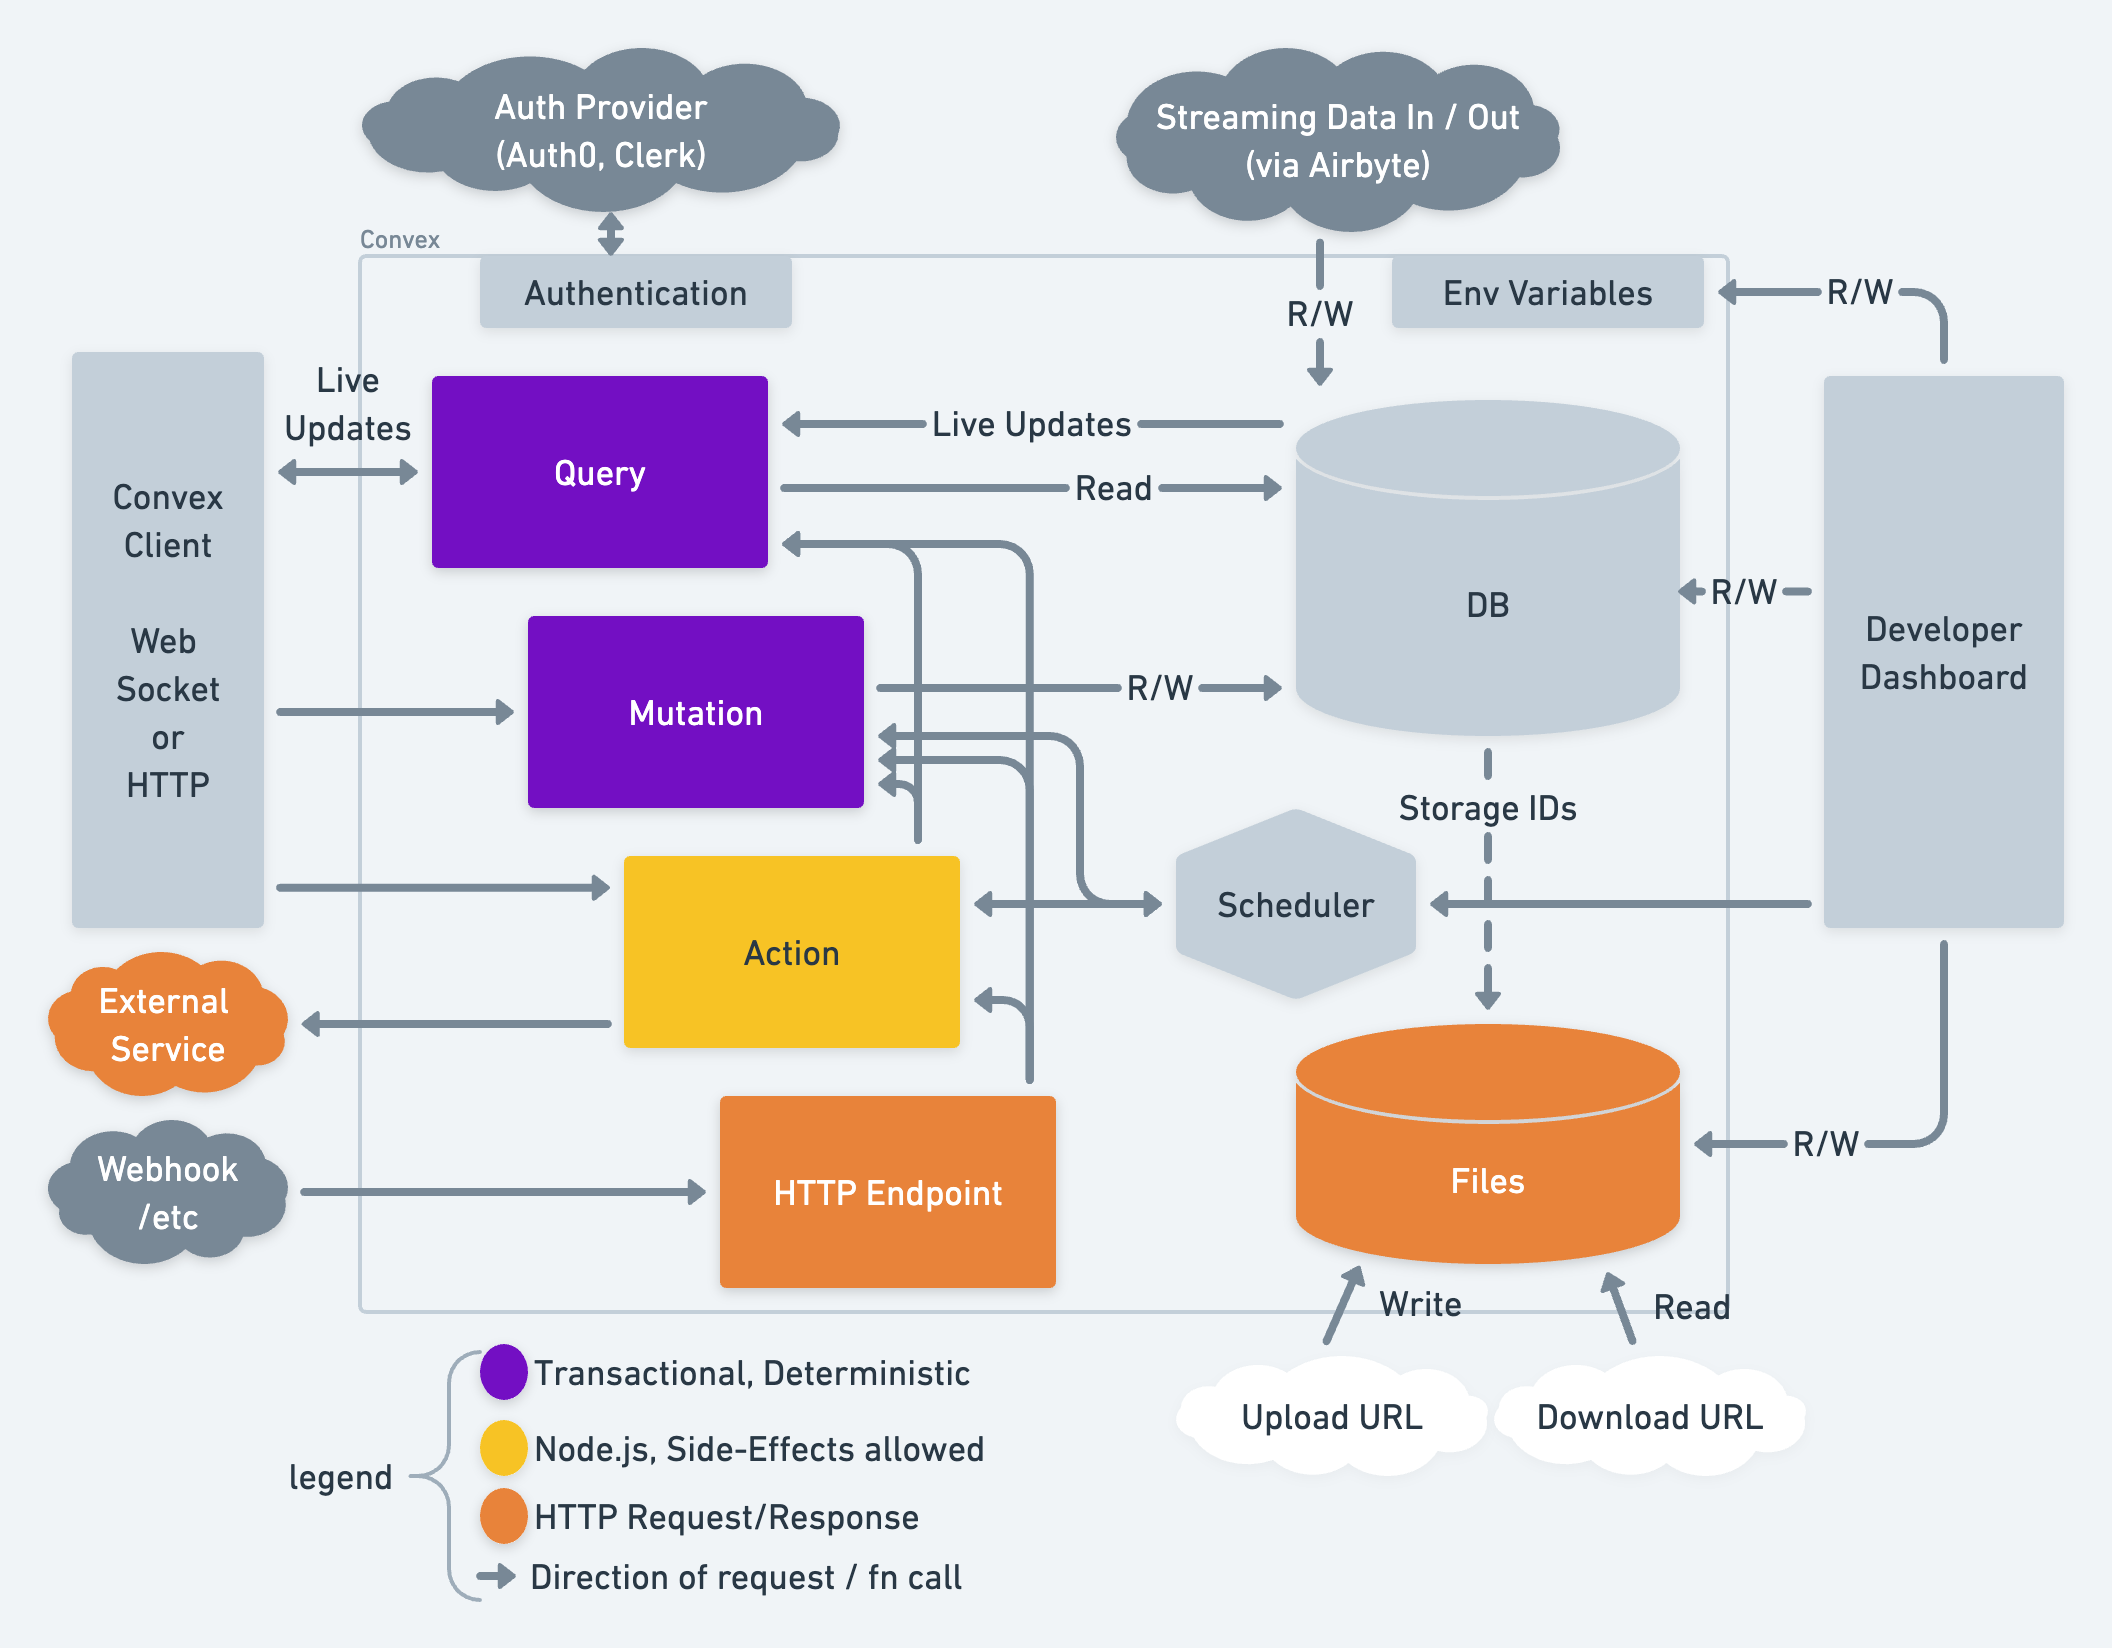 Auth Provider
(Auth0, Clerk)
Streaming Data In / Out
(via Airbyte)
Convex
Authentication
Env Variables
R/W
R/W
Live
Updates
Live Updates
Query
Read
Convex
Client
Web
Socket
or
HTTP
DB
R/W
Developer
Dashboard
Mutation
R/W
Storage IDs
Scheduler
Action
External
Service
Webhook
/etc
HTTP Endpoint
Files
R/W
Write
Read
Upload URL
Download URL
legend
Transactional, Deterministic
Node.js, Side-Effects allowed
HTTP Request/Response
Direction of request / fn call